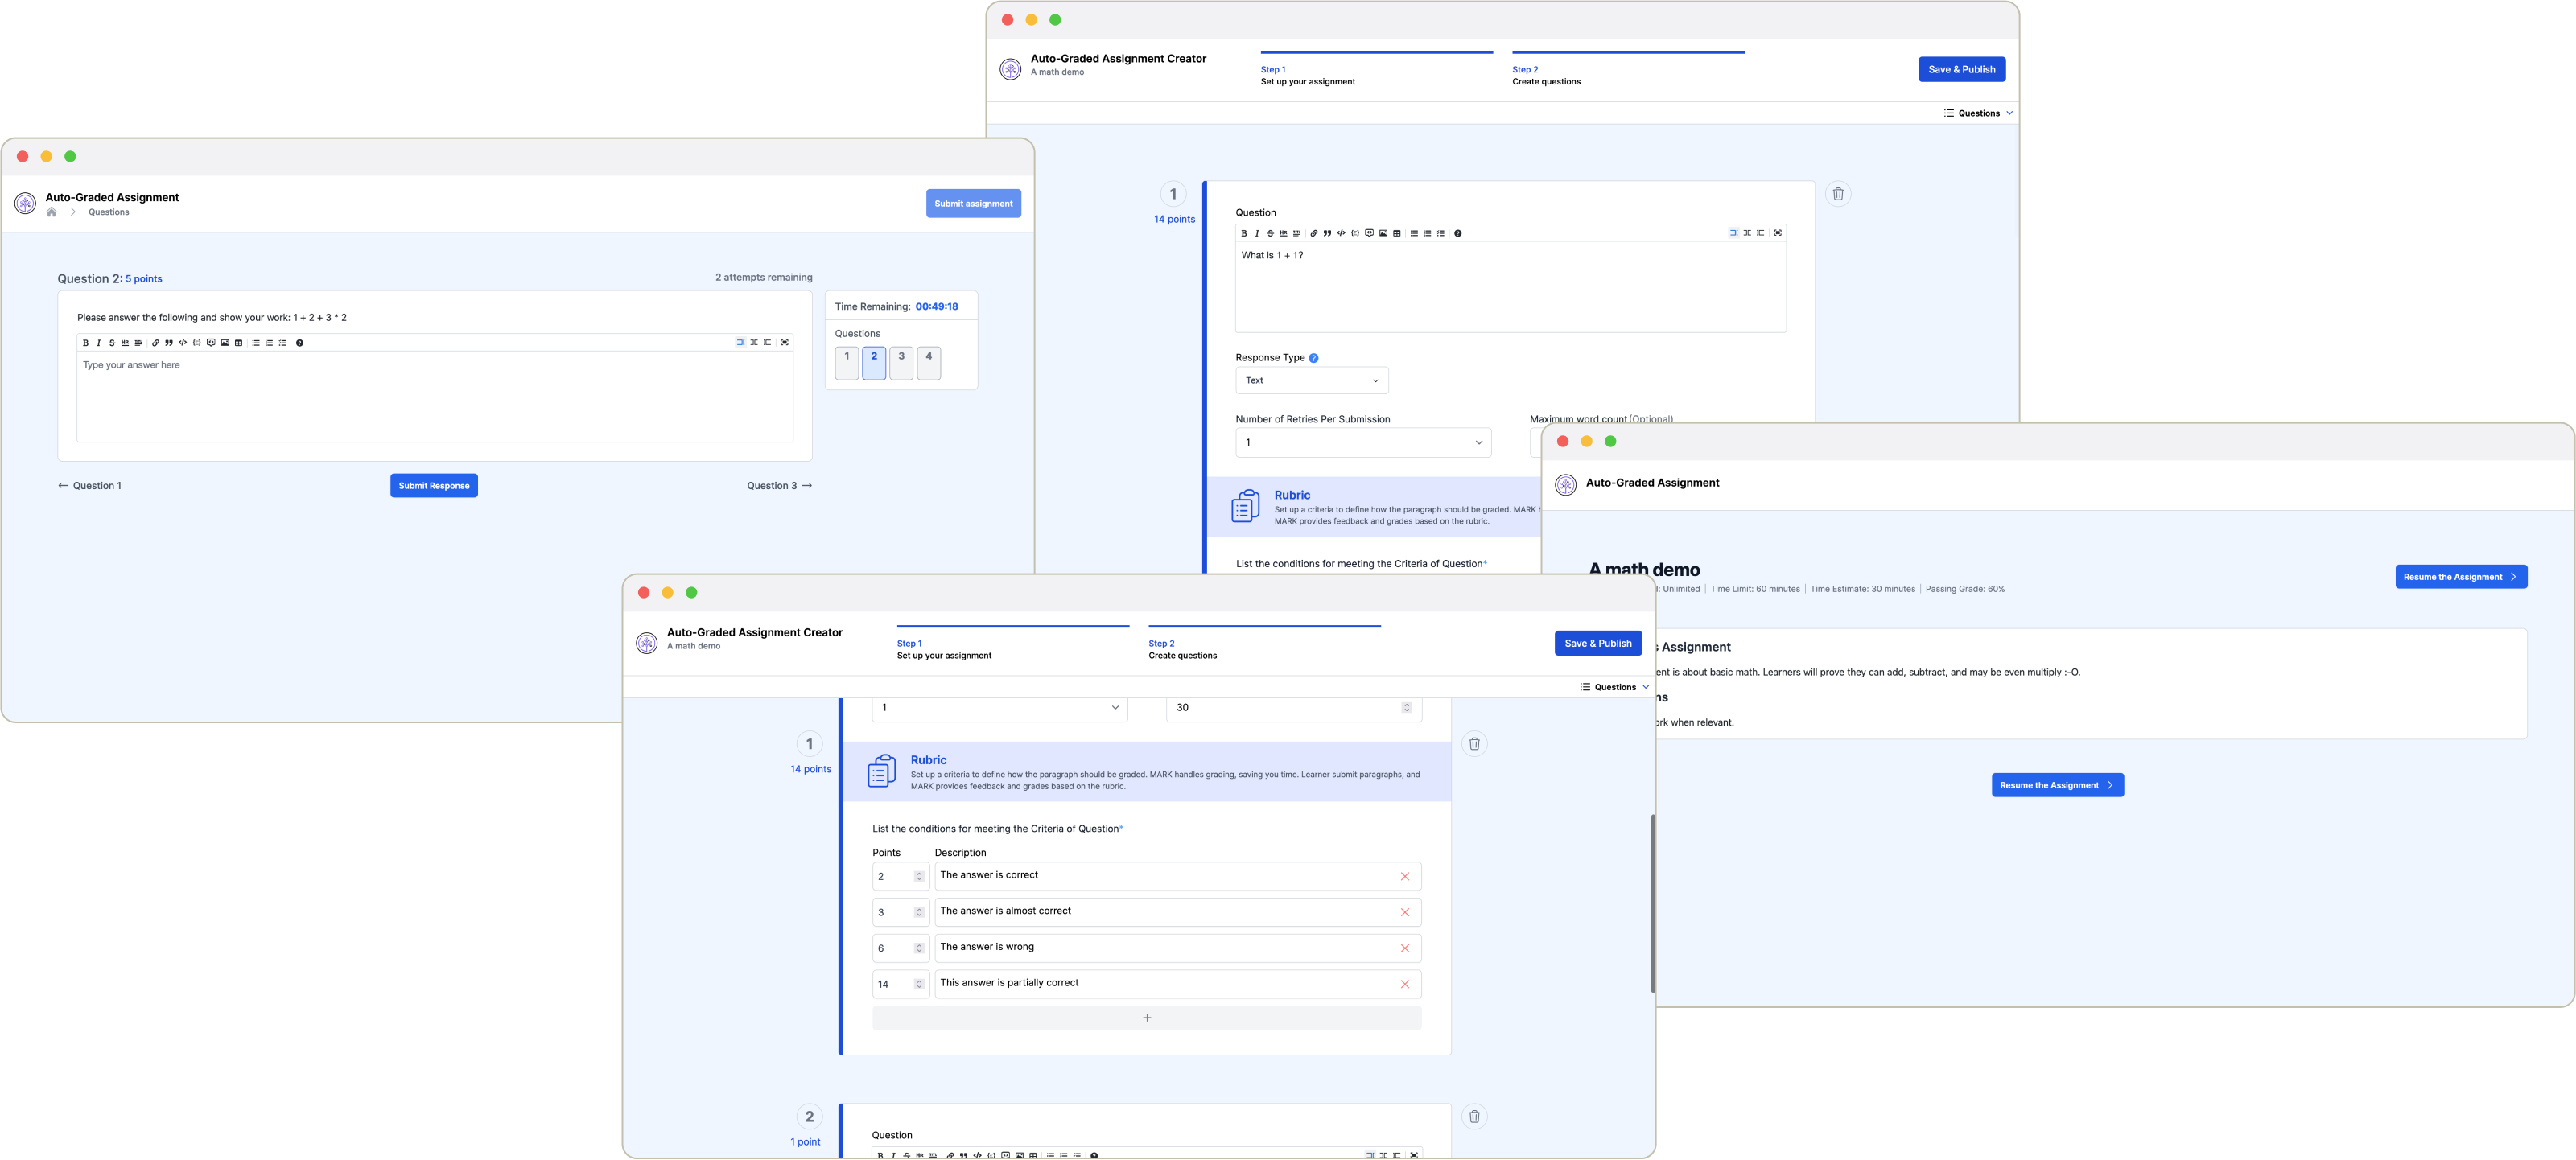 Auto-Graded Assignment Creator
A math demo
Step 1
Set up your assignment
Step 2
Create questions
Save & Publish
Questions
1
14 points
Question
What is 1 + 1?
Response Type
Text
Number of Retries Per Submission
Maximum word count (Optional)
1
Rubric
Set up a criteria to define how the paragraph should be graded. MARK
MARK provides feedback and grades based on the rubric.
List the conditions for meeting the Criteria of Question*
Auto-Graded Assignment
Questions
Submit assignment
Question 2: 5 points
2 attempts remaining
Please answer the following and show your work: 1 + 2 + 3 * 2
Type your answer here
Time Remaining: 00:49:18
Questions
1 2 3 4
← Question 1
Submit Response
Question 3 →
Auto-Graded Assignment
A math demo
Resume the Assignment
: Unlimited | Time Limit: 60 minutes | Time Estimate: 30 minutes | Passing Grade: 60%
Assignment
is about basic math. Learners will prove they can add, subtract, and may be even multiply :-O.
when relevant.
Resume the Assignment
Auto-Graded Assignment Creator
A math demo
Step 1
Set up your assignment
Step 2
Create questions
Save & Publish
Questions
1
30
1
14 points
Rubric
Set up a criteria to define how the paragraph should be graded. MARK handles grading, saving you time. Learner submit paragraphs, and
MARK provides feedback and grades based on the rubric.
List the conditions for meeting the Criteria of Question*
Points Description
2 The answer is correct
3 The answer is almost correct
6 The answer is wrong
14 This answer is partially correct
+
2
1 point
Question